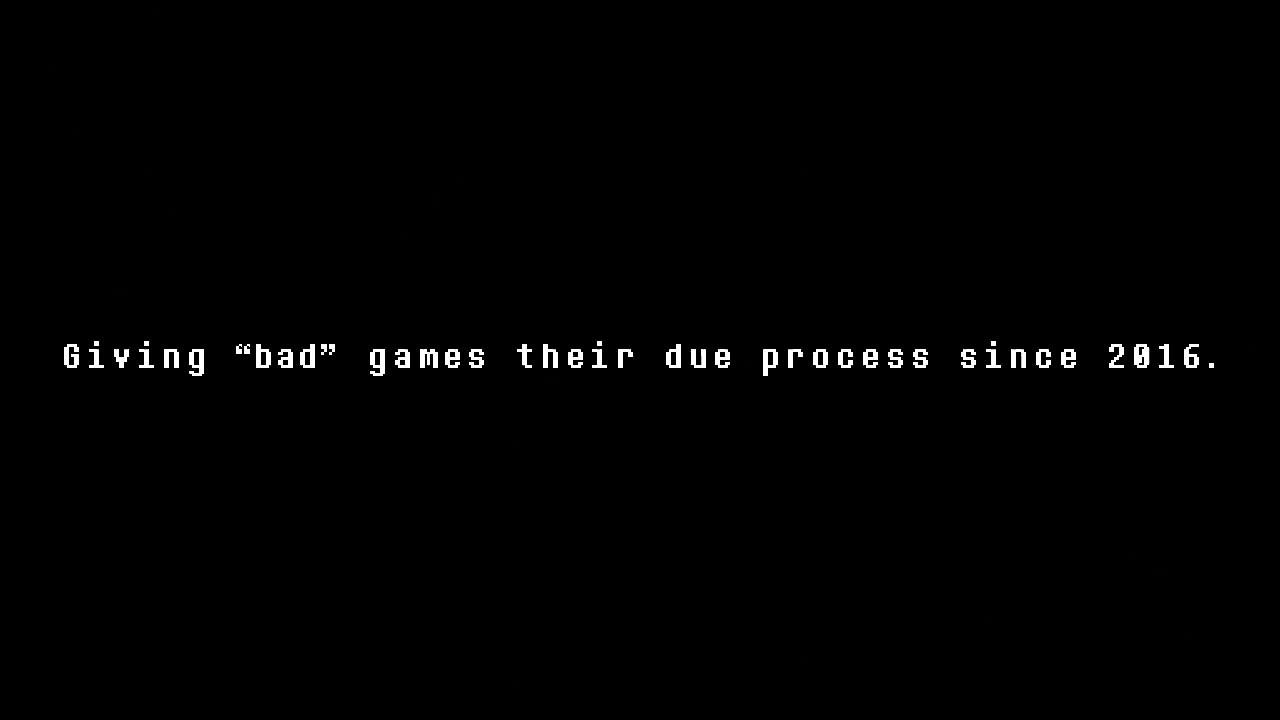 Giving “bad” games their due process since 2016.